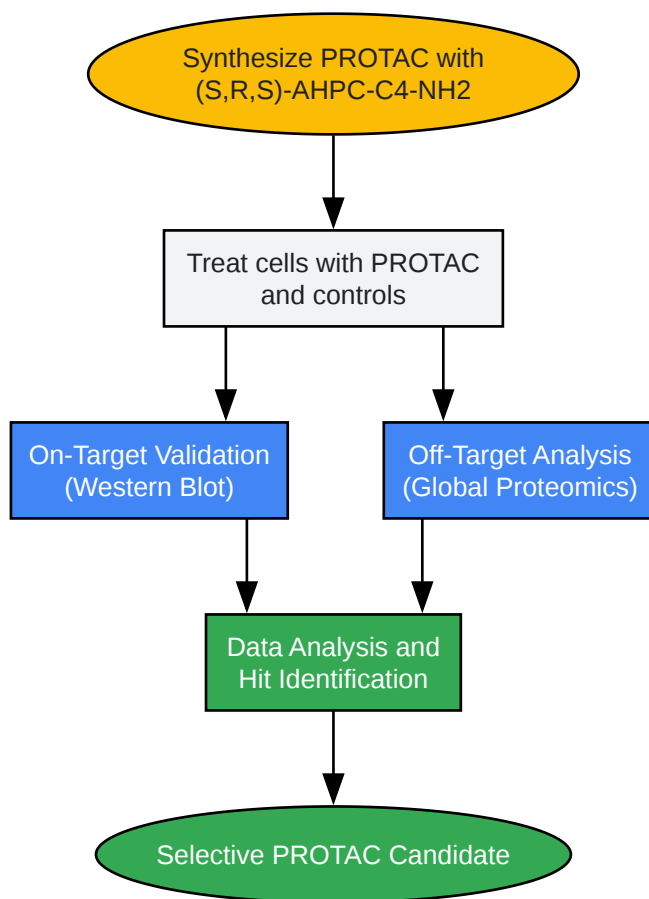 Synthesize PROTAC with
(S,R,S)-AHPC-C4-NH2
Treat cells with PROTAC
and controls
On-Target Validation
(Western Blot)
Off-Target Analysis
(Global Proteomics)
Data Analysis and
Hit Identification
Selective PROTAC Candidate